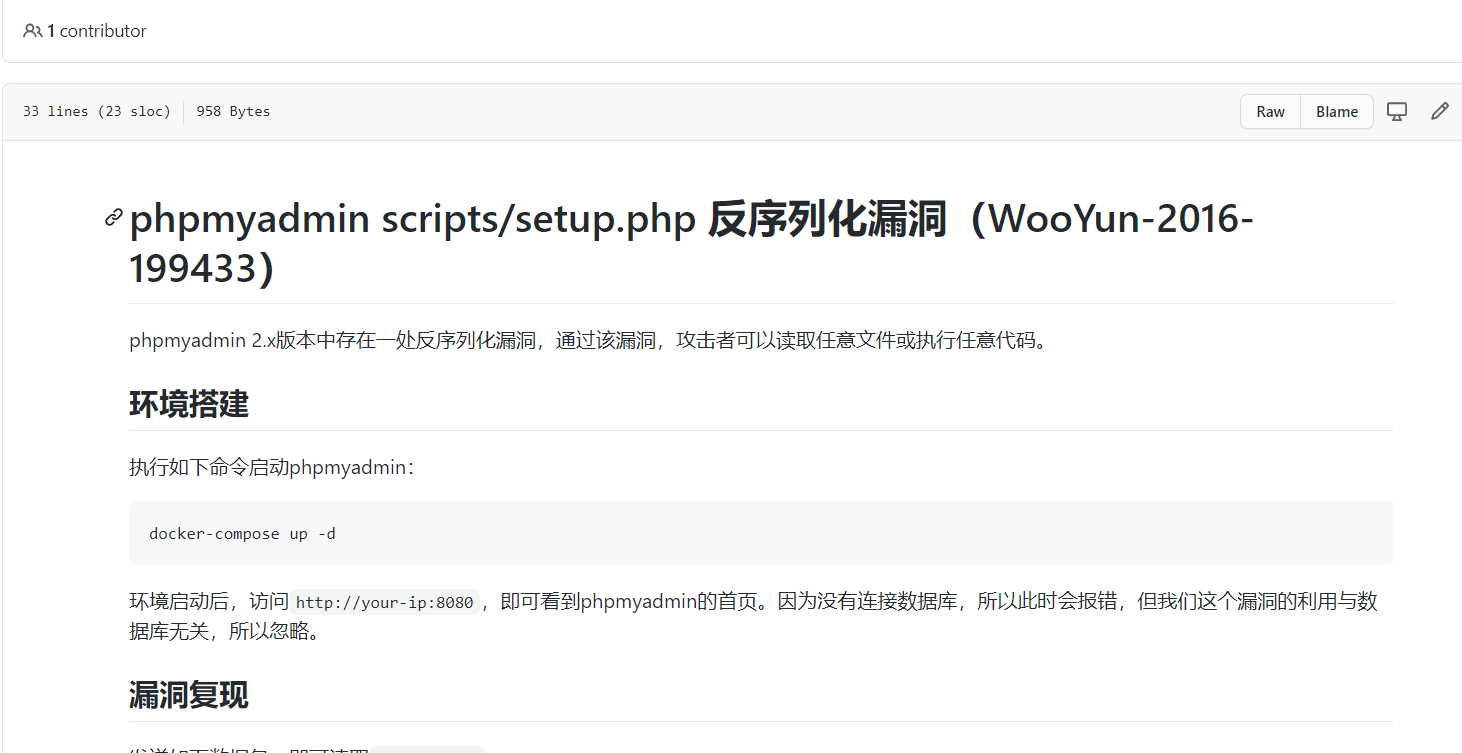 1 contributor
33 lines (23 sloc) 958 Bytes Raw Blame
phpmyadmin scripts/setup.php 反序列化漏洞（WooYun-2016-
199433）
phpmyadmin 2.x版本中存在一处反序列化漏洞，通过该漏洞，攻击者可以读取任意文件或执行任意代码。
环境搭建
执行如下命令启动phpmyadmin：
docker-compose up -d
环境启动后，访问http://your-ip:8080，即可看到phpmyadmin的首页。因为没有连接数据库，所以此时会报错，但我们这个漏洞的利用与数
据库无关，所以忽略。
漏洞复现